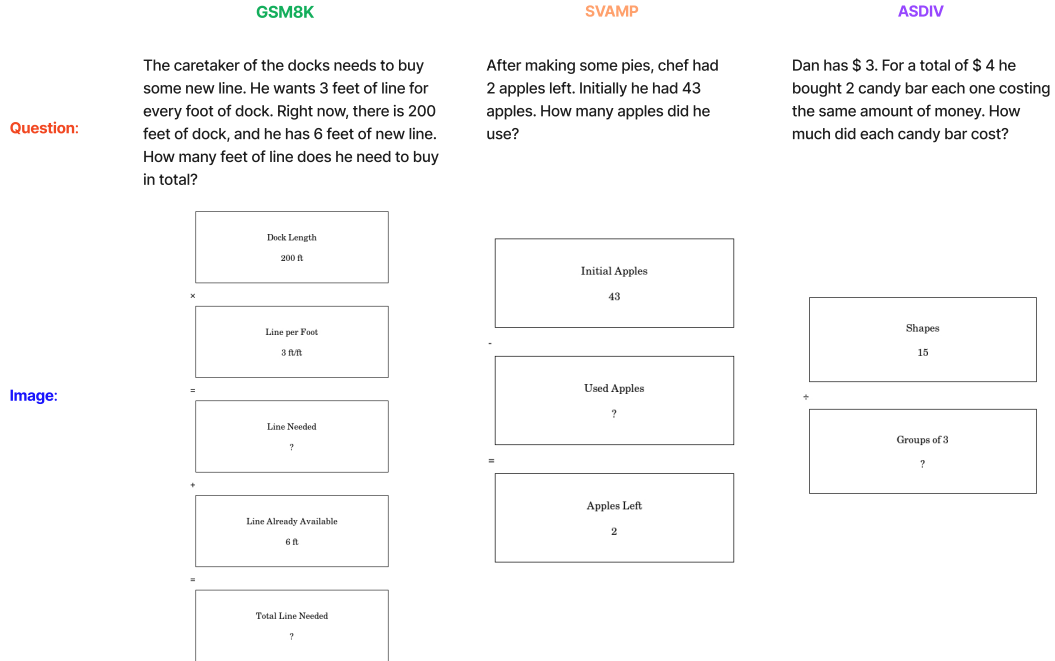 GSM8K
SVAMP
ASDIV
Question:
The caretaker of the docks needs to buy
some new line. He wants 3 feet of line for
every foot of dock. Right now, there is 200
feet of dock, and he has 6 feet of new line.
How many feet of line does he need to buy
in total?
After making some pies, chef had
2 apples left. Initially he had 43
apples. How many apples did he
use?
Dan has $ 3. For a total of $ 4 he
bought 2 candy bar each one costing
the same amount of money. How
much did each candy bar cost?
Image:
Dock Length
200 ft
×
Line per Foot
3 ft/ft
=
Line Needed
?
+
Line Already Available
6 ft
=
Total Line Needed
?
Initial Apples
43
-
Used Apples
?
=
Apples Left
2
Shapes
15
÷
Groups of 3
?